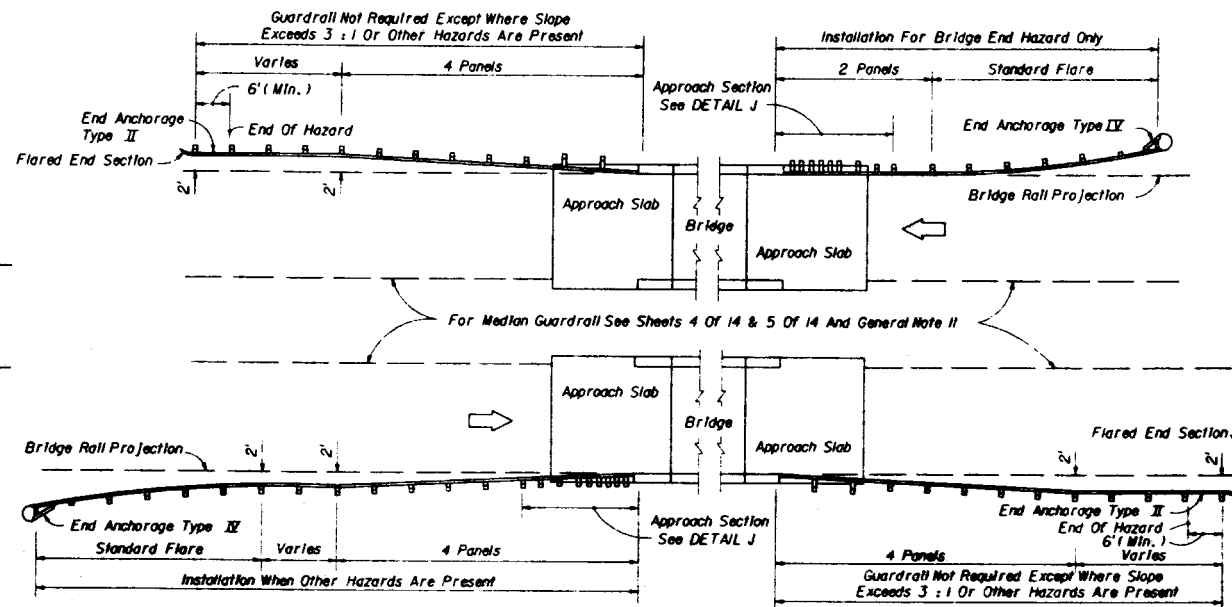 Guardrail Not Required Except Where Slope
Exceeds 3 : 1 Or Other Hazards Are Present
Varies
4 Panels
6' (Min.)
End Anchorage
Type II
End Of Hazard
Flared End Section
2'
2'
Installation For Bridge End Hazard Only
2 Panels
Standard Flare
Approach Section
See DETAIL J
End Anchorage Type IV
Bridge Rail Projection
Approach Slab
Bridge
Approach Slab
For Median Guardrail See Sheets 4 Of 14 & 5 Of 14 And General Note 11
Approach Slab
Bridge
Approach Slab
Bridge Rail Projection
2'
2'
End Anchorage Type IV
Standard Flare
Varies
4 Panels
Installation When Other Hazards Are Present
Approach Section
See DETAIL J
Flared End Section
2'
2'
End Anchorage Type II
End Of Hazard
6' (Min.)
4 Panels
Varies
Guardrail Not Required Except Where Slope
Exceeds 3 : 1 Or Other Hazards Are Present